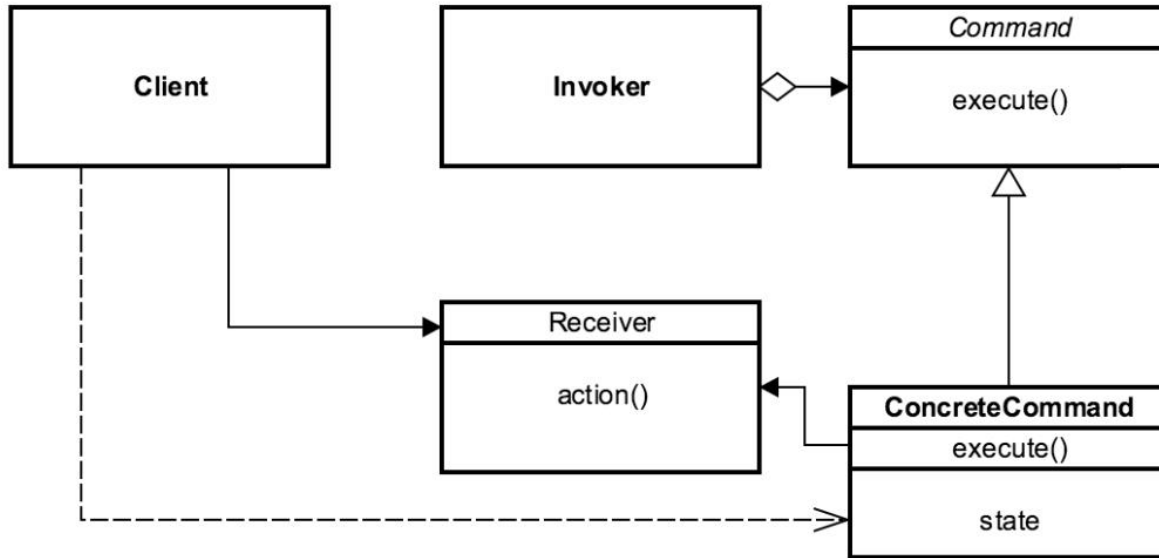 Client
Invoker
Command
execute()
Receiver
action()
ConcreteCommand
execute()
state